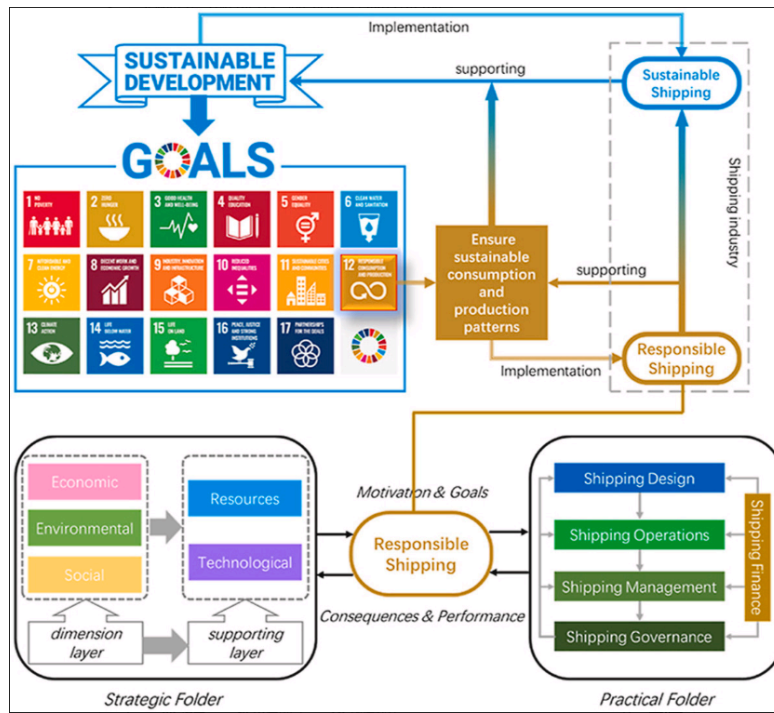 Implementation
SUSTAINABLE
DEVELOPMENT
supporting
Sustainable
Shipping
GOALS
Shipping industry
1 NO
POVERTY
2 ZERO
HUNGER
3 GOOD HEALTH
AND WELL-BEING
4 QUALITY
EDUCATION
5 GENDER
EQUALITY
6 CLEAN WATER
AND SANITATION
7 AFFORDABLE AND
CLEAN ENERGY
8 DECENT WORK AND
ECONOMIC GROWTH
9 INDUSTRY, INNOVATION
AND INFRASTRUCTURE
10 REDUCED
INEQUALITIES
11 SUSTAINABLE CITIES
AND COMMUNITIES
12 RESPONSIBLE
CONSUMPTION
AND PRODUCTION
13 CLIMATE
ACTION
14 LIFE
BELOW WATER
15 LIFE
ON LAND
16 PEACE, JUSTICE
AND STRONG
INSTITUTIONS
17 PARTNERSHIPS
FOR THE GOALS
Ensure
sustainable
consumption
and
production
patterns
supporting
Implementation
Responsible
Shipping
Economic
Environmental
Social
dimension
layer
Resources
Technological
supporting
layer
Strategic Folder
Motivation & Goals
Responsible
Shipping
Consequences & Performance
Shipping Design
Shipping Operations
Shipping Management
Shipping Governance
Shipping Finance
Practical Folder